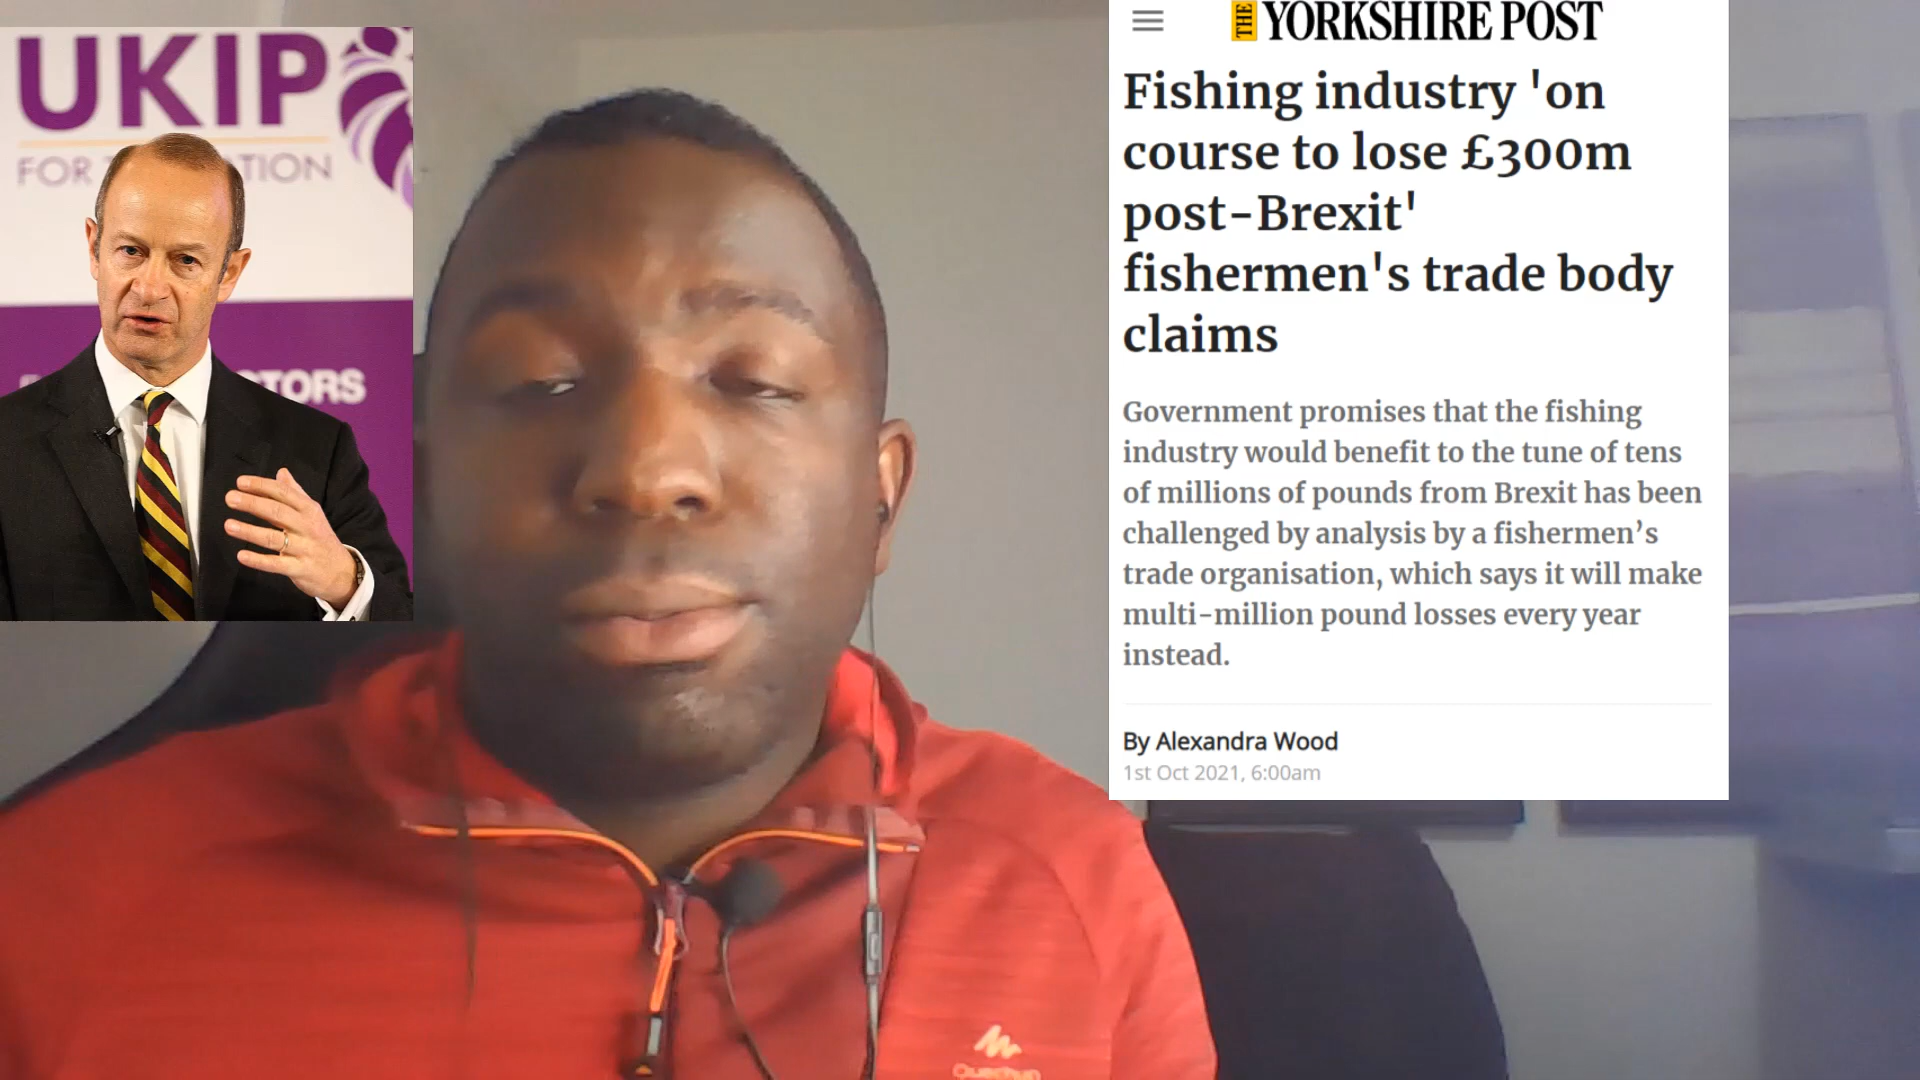 UKIP
FOR THE NATION
TORS
THE YORKSHIRE POST
Fishing industry 'on
course to lose £300m
post-Brexit'
fishermen's trade body
claims
Government promises that the fishing
industry would benefit to the tune of tens
of millions of pounds from Brexit has been
challenged by analysis by a fishermen’s
trade organisation, which says it will make
multi-million pound losses every year
instead.
By Alexandra Wood
1st Oct 2021, 6:00am
Quechua